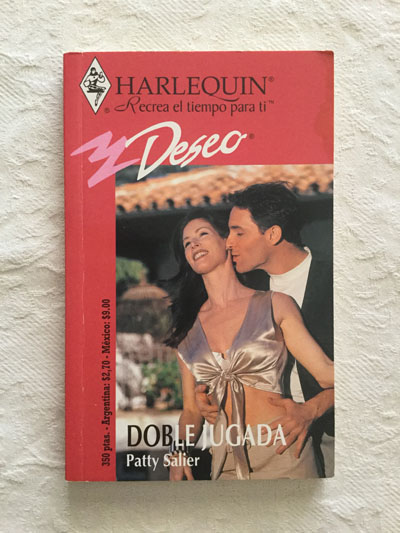 HARLEQUIN®
® Recrea el tiempo para ti™
Deseo®
350 ptas. - Argentina: $2,70 - México: $9.00
DOBLE JUGADA
Patty Salier